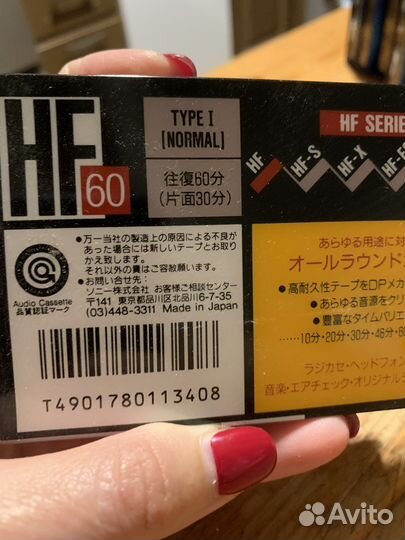 HF
60
TYPE I
[NORMAL]
往復60分
(片面30分)
HF SERIE
HF
HF-S
HF-X
●万一当社の製造上の原因による不良が
あった場合には新しいテープとお取り
かえ致します。
それ以外の責はご容赦願います。
●お問い合わせ先:
ソニー株式会社 お客様ご相談センター
〒141 東京都品川区北品川6-7-35
(03)448-3311 Made in Japan
Audio Cassette
品質認証マーク
T4901780113408
あらゆる用途に対
オールラウンド
●高耐久性テープとDPメカ
●あらゆる音源をクリ
●豊富なタイムバリエ
10分・20分・30分・46分・
ラジカセ・ヘッドフォン
音楽・エアチェック・オリジナル
Avito